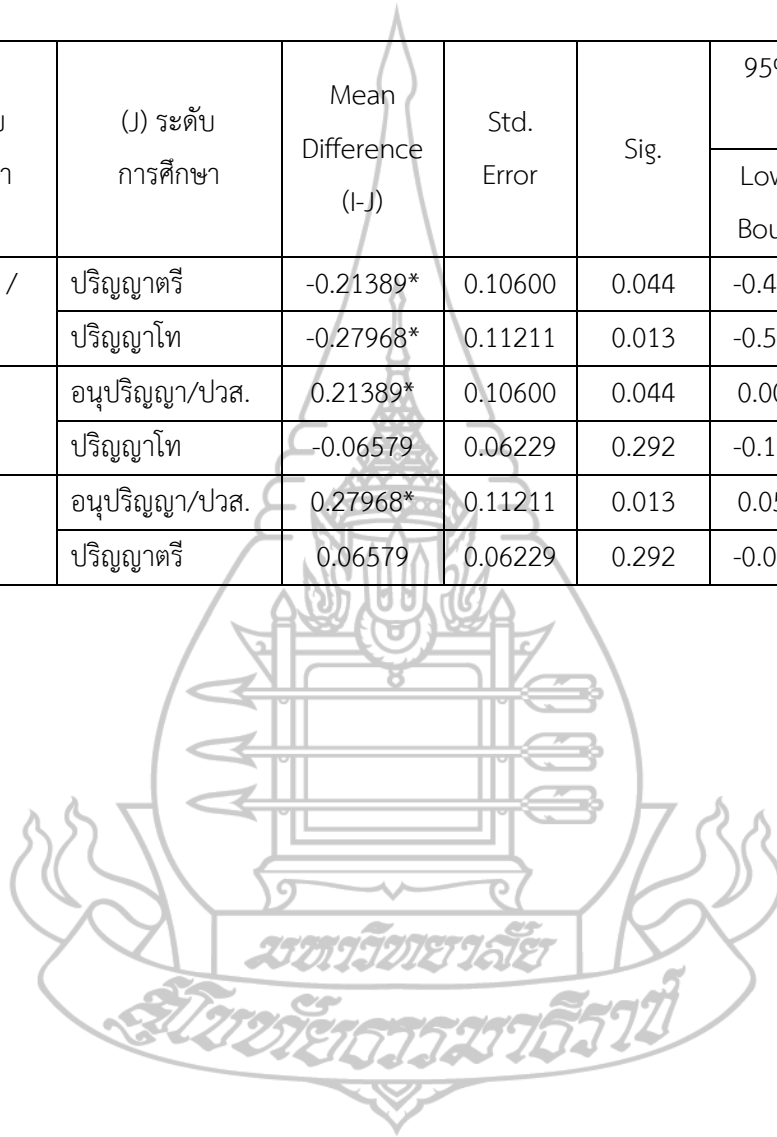 (J) ระดับ
การศึกษา
Mean
Difference
(I-J)
Std.
Error
Sig.
/
ปริญญาตรี -0.21389* 0.10600 0.044
ปริญญาโท -0.27968* 0.11211 0.013
อนุปริญญา/ปวส. 0.21389* 0.10600 0.044
ปริญญาโท -0.06579 0.06229 0.292
อนุปริญญา/ปวส. 0.27968* 0.11211 0.013
ปริญญาตรี 0.06579 0.06229 0.292
มหาวิทยาลัย
สุโขทัยธรรมาธิราช